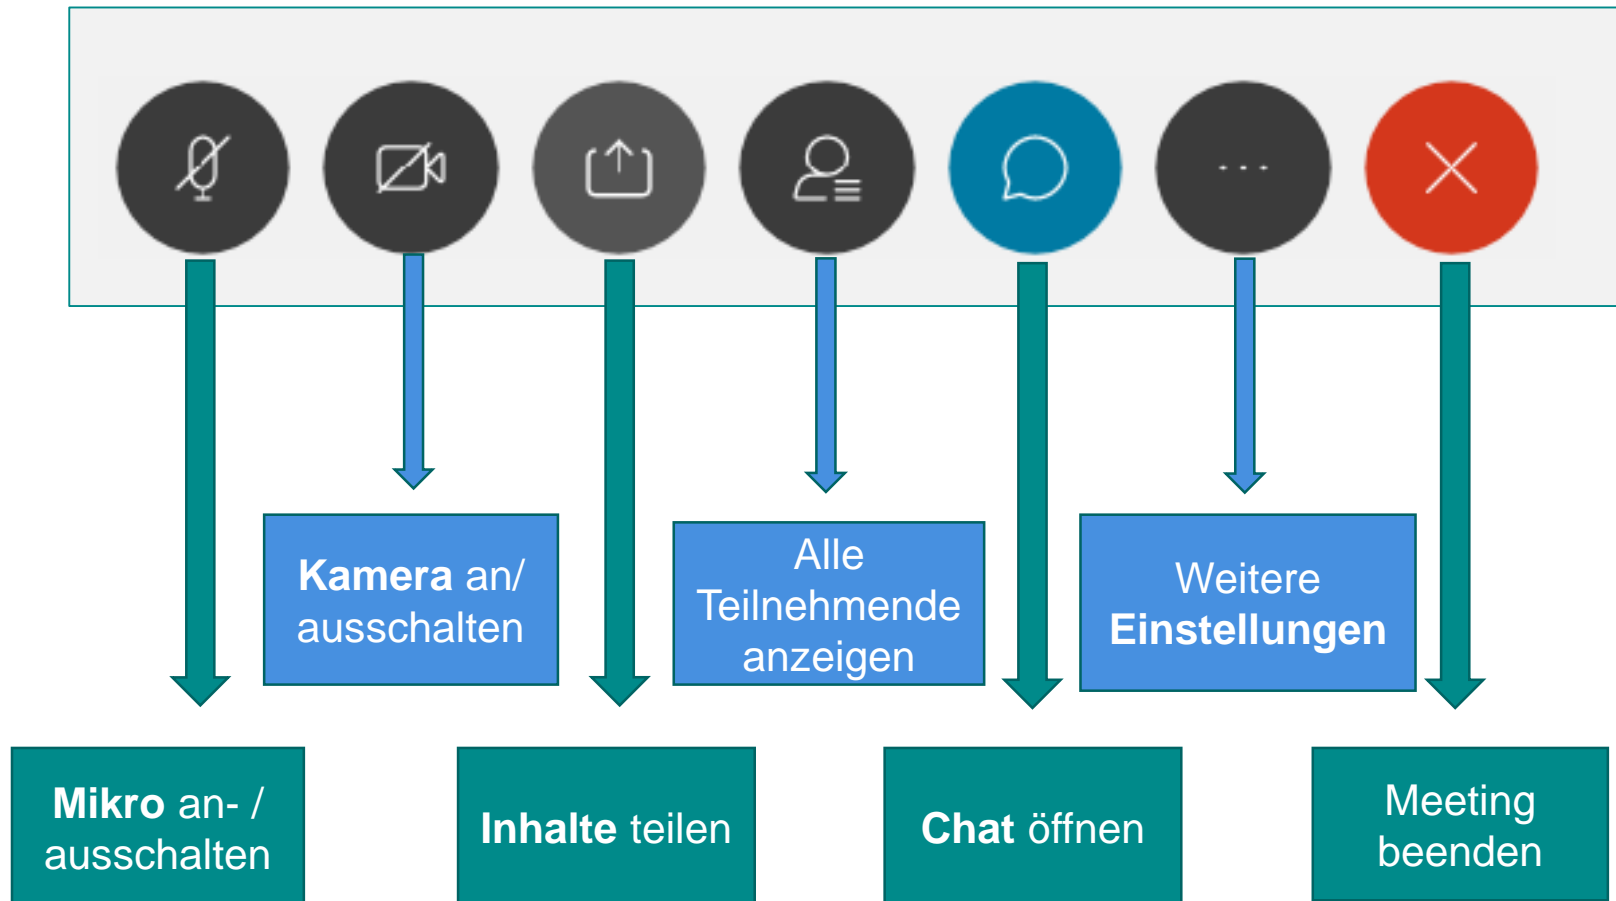 Kamera an/
ausschalten
Alle
Teilnehmende
anzeigen
Weitere
Einstellungen
Mikro an- /
ausschalten
Inhalte teilen
Chat öffnen
Meeting
beenden